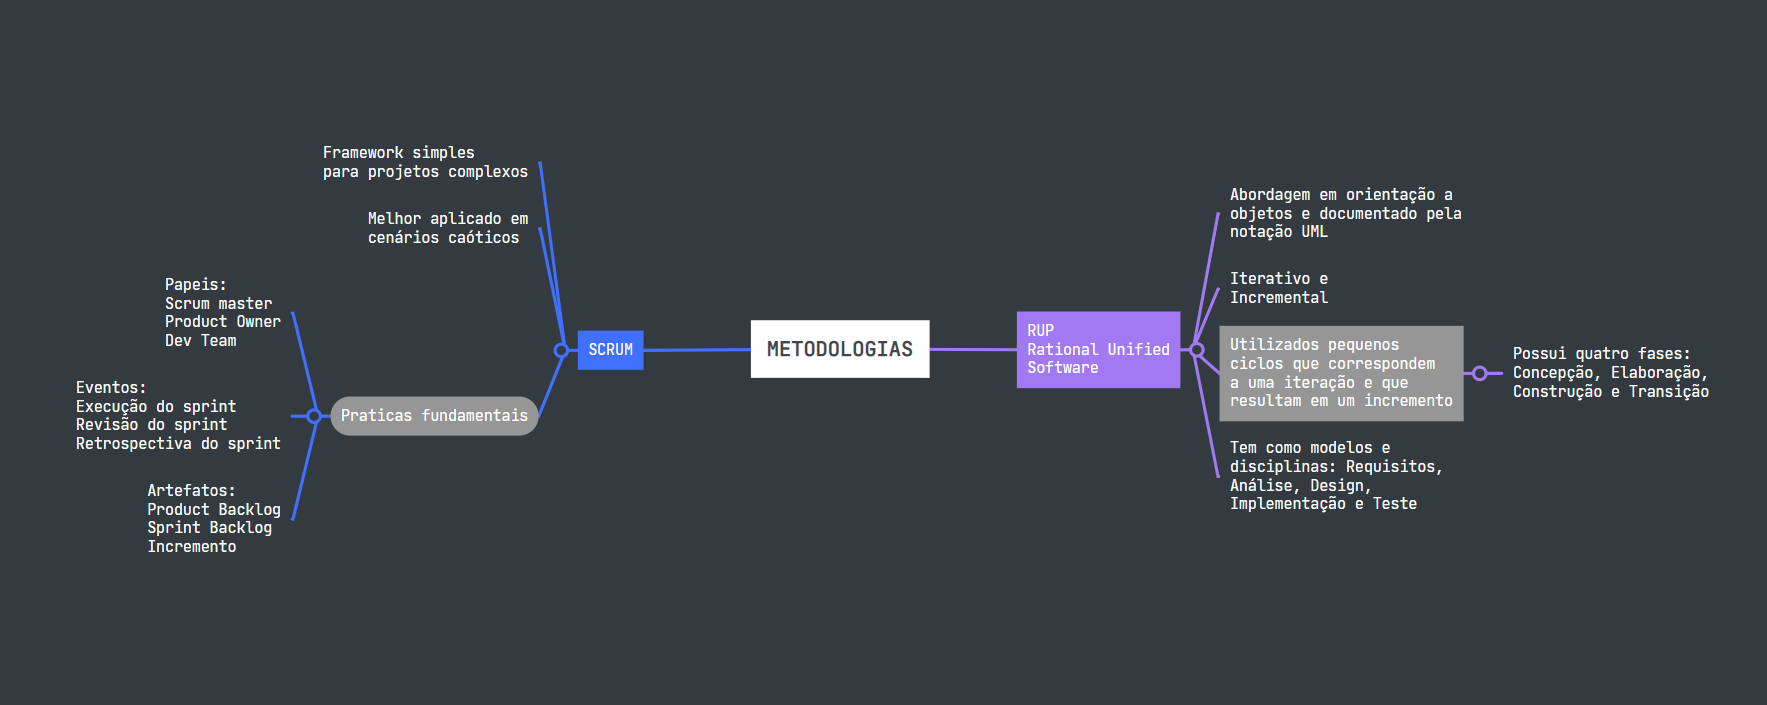 Framework simples
para projetos complexos
Melhor aplicado em
cenários caóticos
Papeis:
Scrum master
Product Owner
Dev Team
Eventos:
Execução do sprint
Revisão do sprint
Retrospectiva do sprint
Artefatos:
Product Backlog
Sprint Backlog
Incremento
Praticas fundamentais
SCRUM
METODOLOGIAS
RUP
Rational Unified
Software
Abordagem em orientação a
objetos e documentado pela
notação UML
Iterativo e
Incremental
Utilizados pequenos
ciclos que correspondem
a uma iteração e que
resultam em um incremento
Possui quatro fases:
Concepção, Elaboração,
Construção e Transição
Tem como modelos e
disciplinas: Requisitos,
Análise, Design,
Implementação e Teste